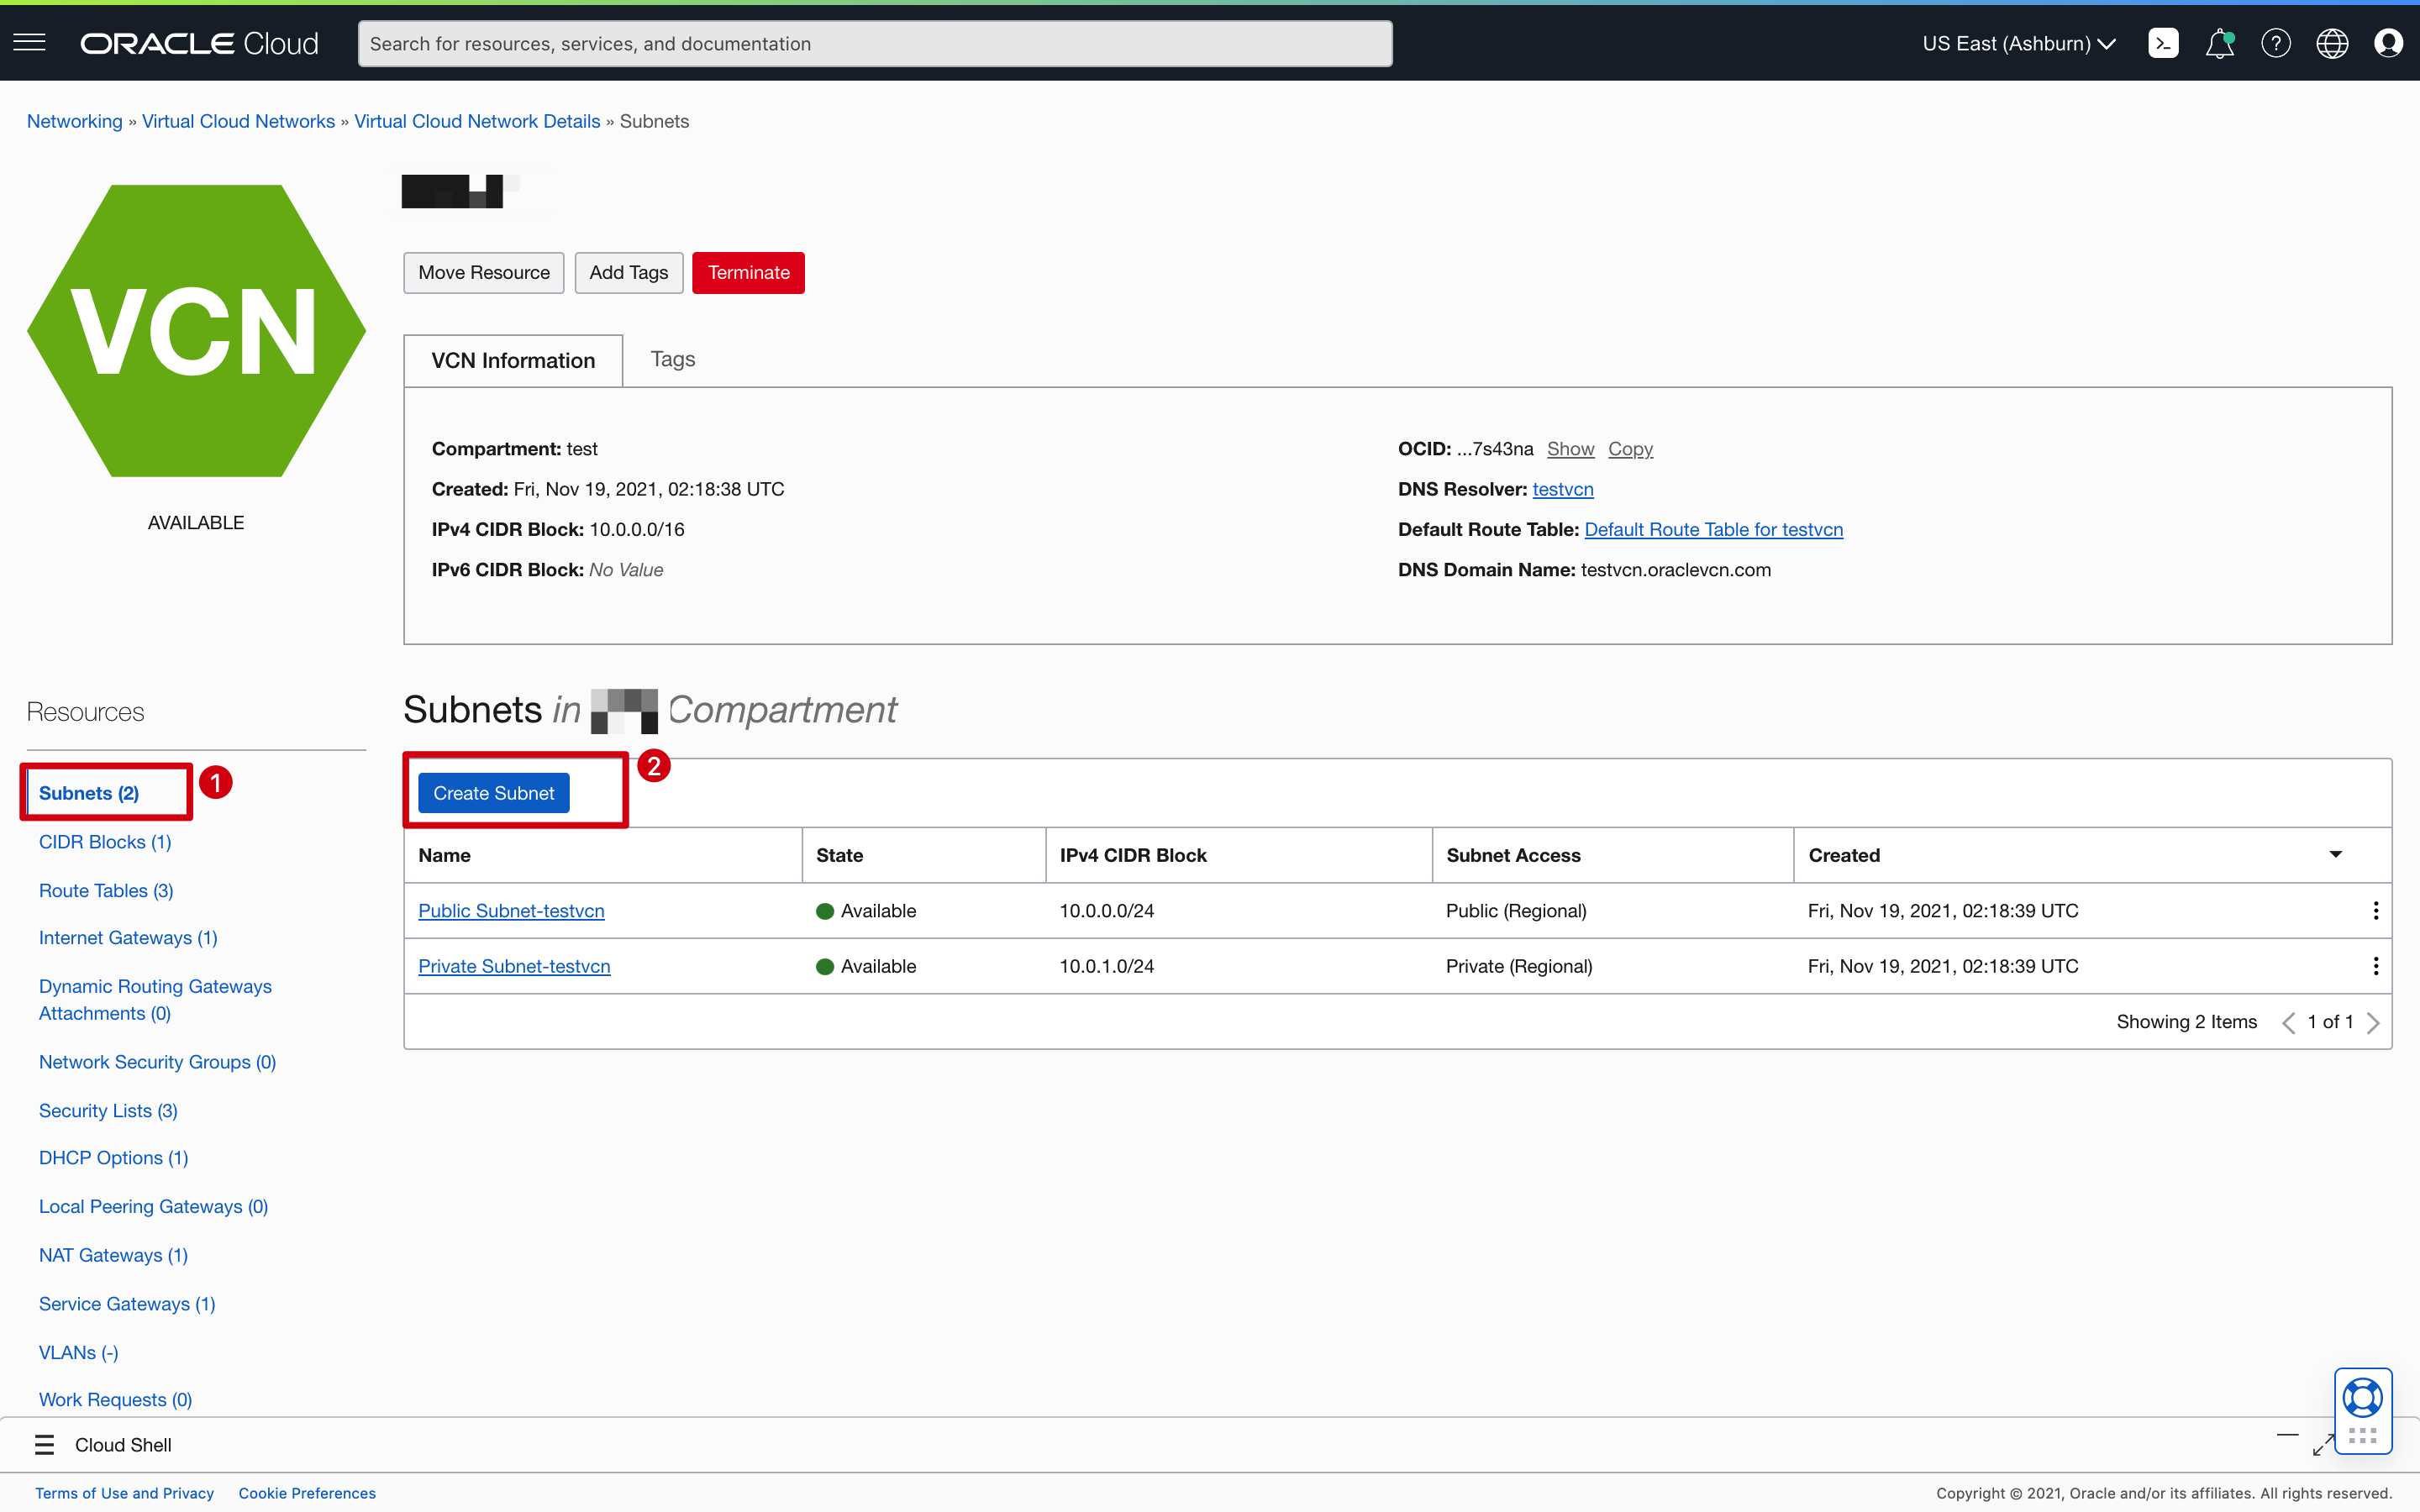 ORACLE Cloud
Search for resources, services, and documentation
US East (Ashburn)
Networking » Virtual Cloud Networks » Virtual Cloud Network Details » Subnets
VCN
AVAILABLE
Move Resource
Add Tags
Terminate
VCN Information
Tags
Compartment: test
Created: Fri, Nov 19, 2021, 02:18:38 UTC
IPv4 CIDR Block: 10.0.0.0/16
IPv6 CIDR Block: No Value
OCID: ...7s43na Show Copy
DNS Resolver: testvcn
Default Route Table: Default Route Table for testvcn
DNS Domain Name: testvcn.oraclevcn.com
Resources
Subnets (2)
1
CIDR Blocks (1)
Route Tables (3)
Internet Gateways (1)
Dynamic Routing Gateways
Attachments (0)
Network Security Groups (0)
Security Lists (3)
DHCP Options (1)
Local Peering Gateways (0)
NAT Gateways (1)
Service Gateways (1)
VLANs (-)
Work Requests (0)
Subnets in Compartment
Create Subnet
2
Name State IPv4 CIDR Block Subnet Access Created
Public Subnet-testvcn Available 10.0.0.0/24 Public (Regional) Fri, Nov 19, 2021, 02:18:39 UTC
Private Subnet-testvcn Available 10.0.1.0/24 Private (Regional) Fri, Nov 19, 2021, 02:18:39 UTC
Showing 2 Items 1 of 1
Cloud Shell
Terms of Use and Privacy Cookie Preferences
Copyright © 2021, Oracle and/or its affiliates. All rights reserved.